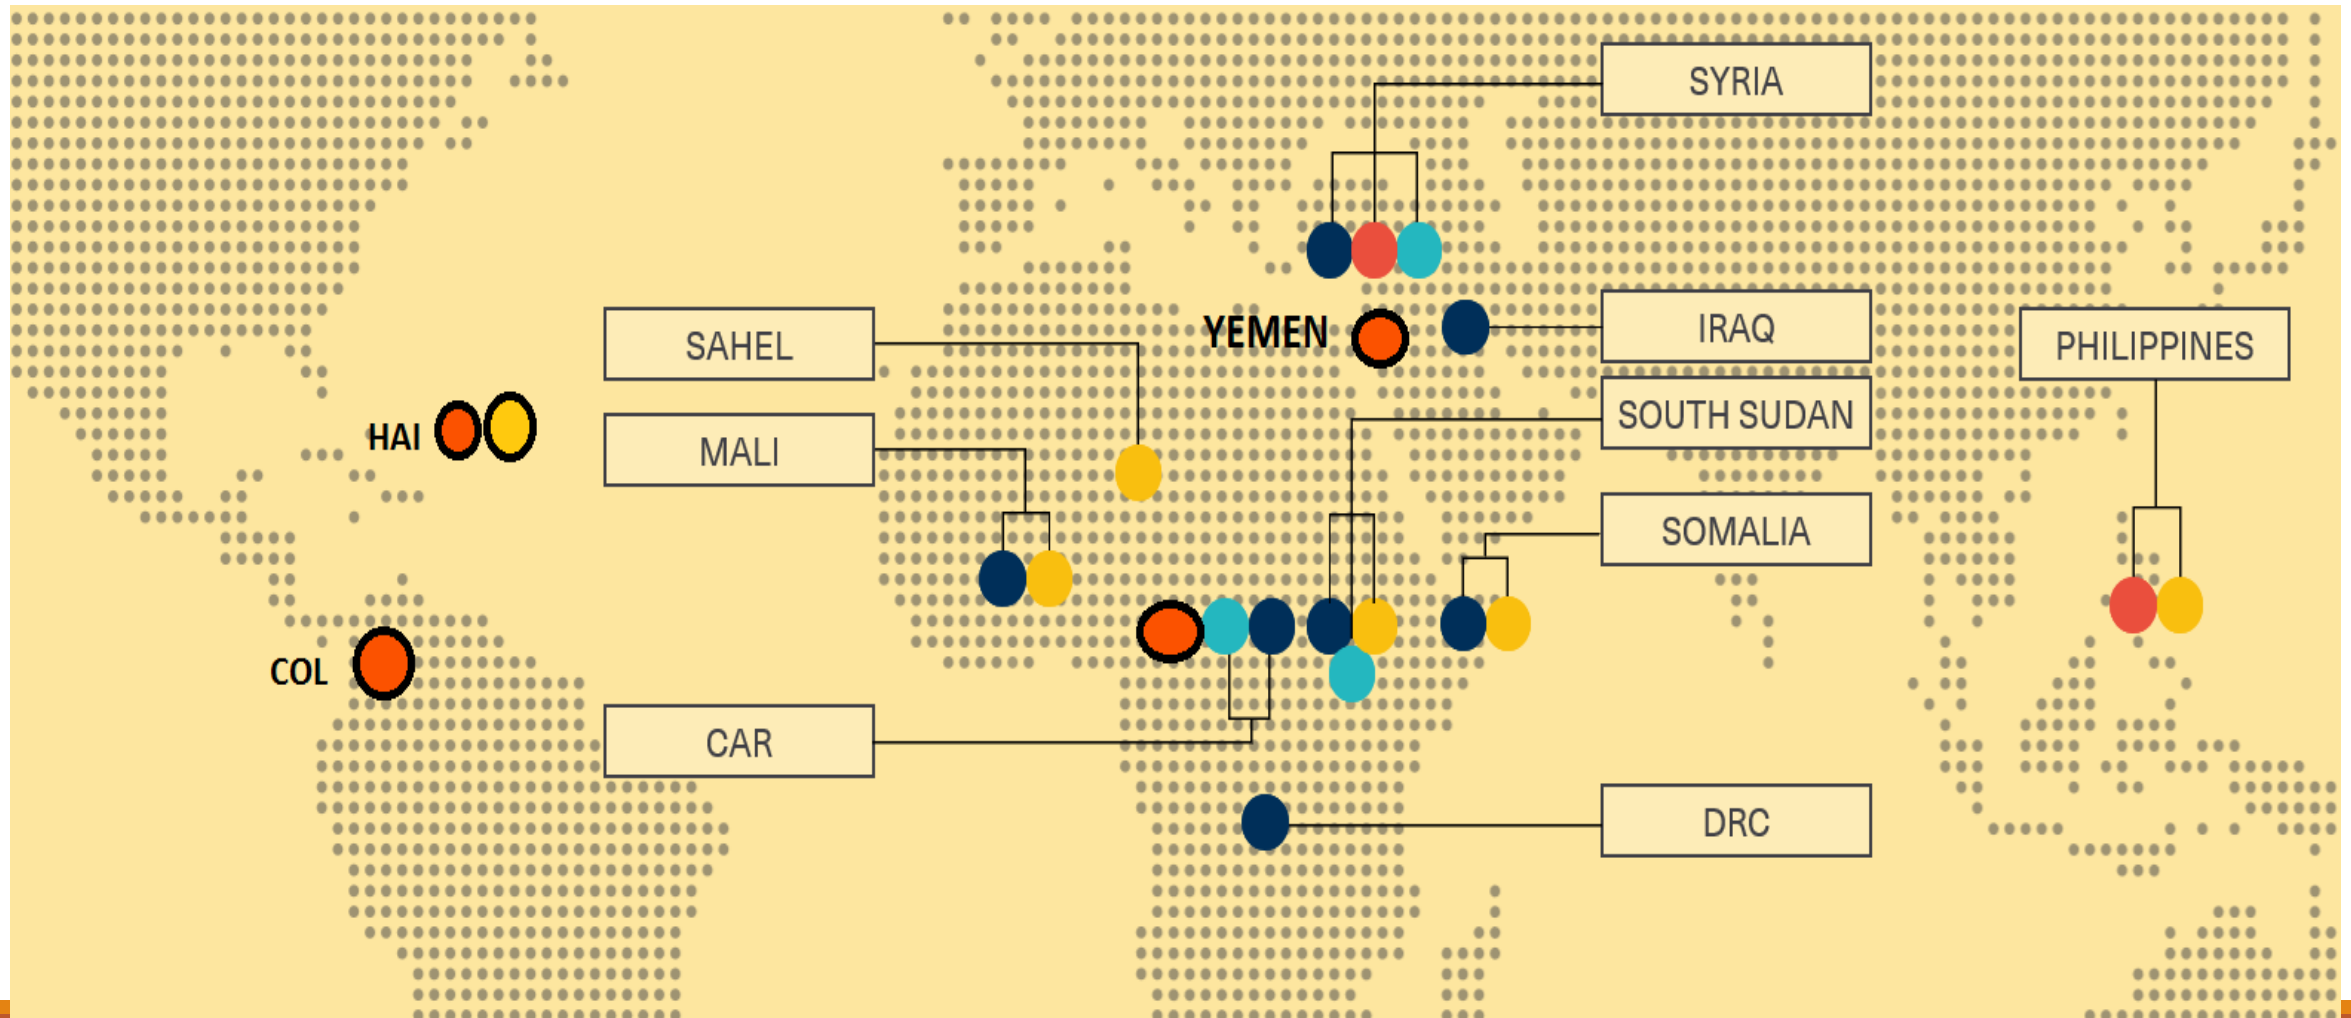 SYRIA
YEMEN
IRAQ
SAHEL
PHILIPPINES
HAI
MALI
SOUTH SUDAN
SOMALIA
COL
CAR
DRC